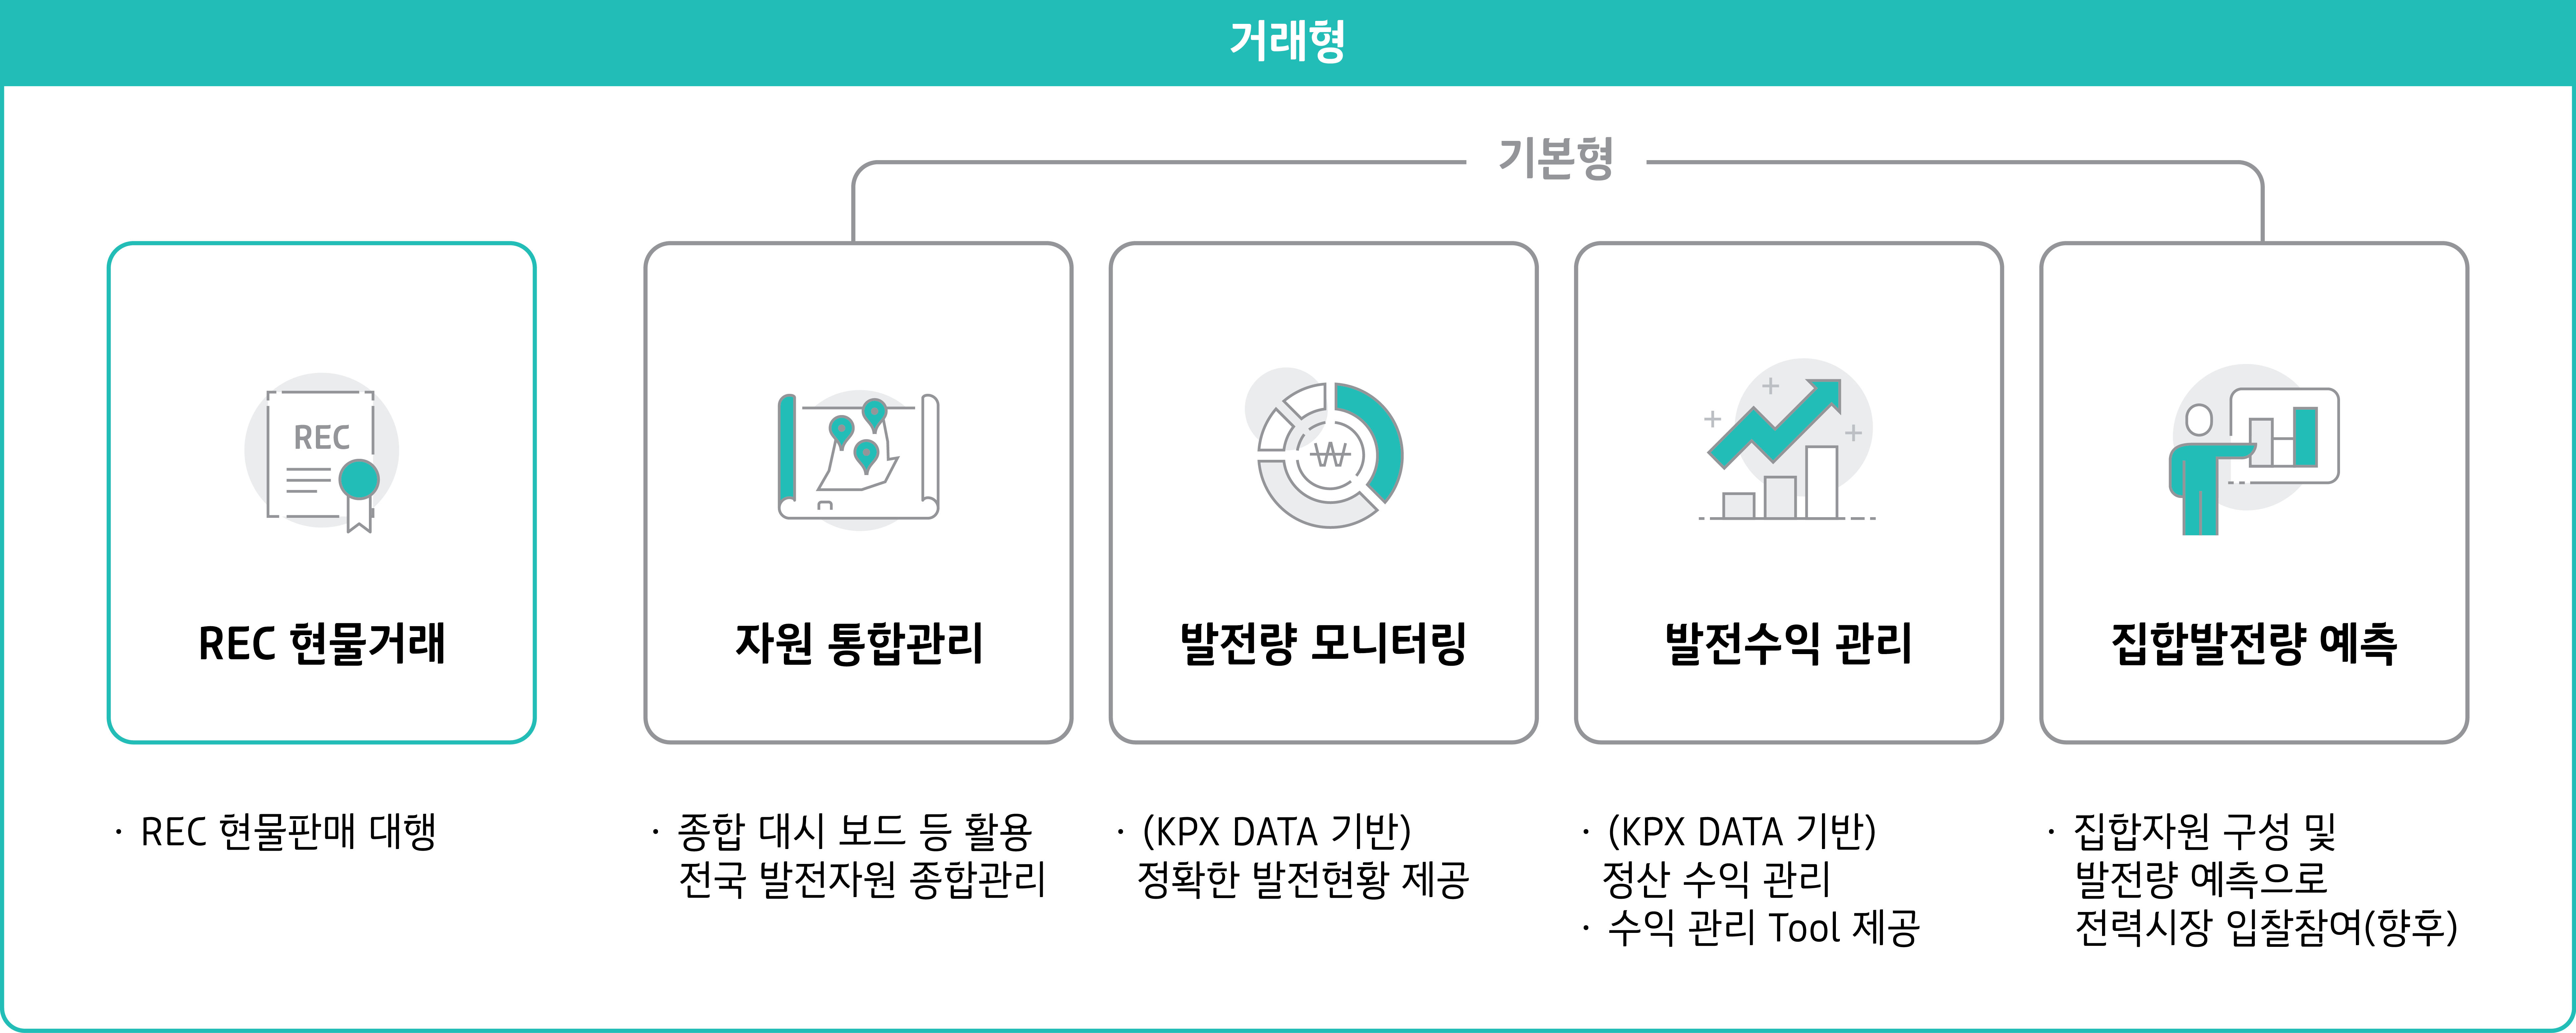 거래형
기본형
REC
REC 현물거래
· REC 현물판매 대행
자원 통합관리
· 종합 대시 보드 등 활용
전국 발전자원 종합관리
₩
발전량 모니터링
· (KPX DATA 기반)
정확한 발전현황 제공
발전수익 관리
· (KPX DATA 기반)
정산 수익 관리
· 수익 관리 Tool 제공
집합발전량 예측
· 집합자원 구성 및
발전량 예측으로
전력시장 입찰참여(향후)